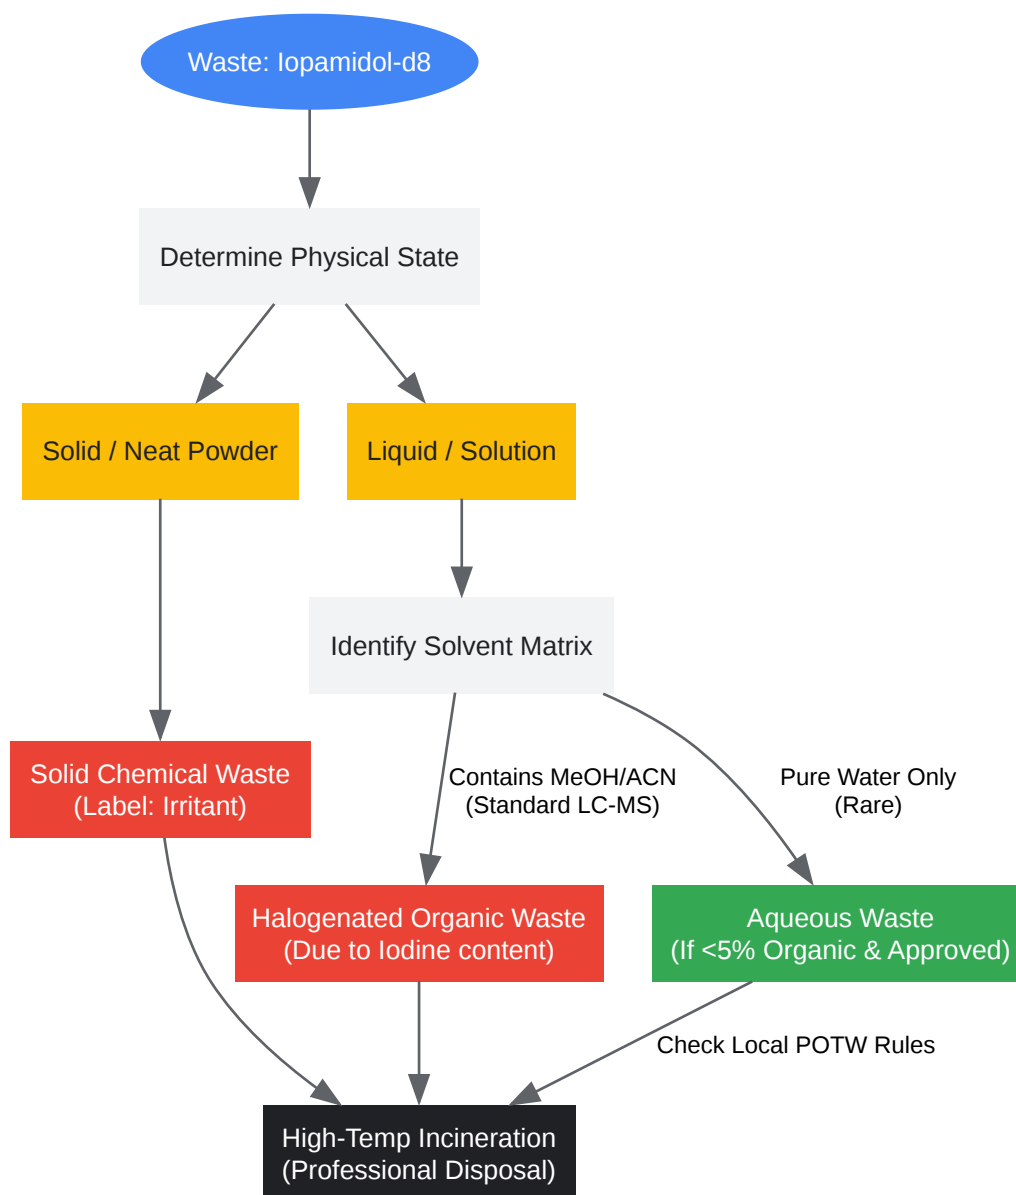 Waste: Iopamidol-d8
Determine Physical State
Solid / Neat Powder
Liquid / Solution
Identify Solvent Matrix
Solid Chemical Waste
(Label: Irritant)
Contains MeOH/ACN
(Standard LC-MS)
Pure Water Only
(Rare)
Halogenated Organic Waste
(Due to Iodine content)
Aqueous Waste
(If <5% Organic & Approved)
Check Local POTW Rules
High-Temp Incineration
(Professional Disposal)